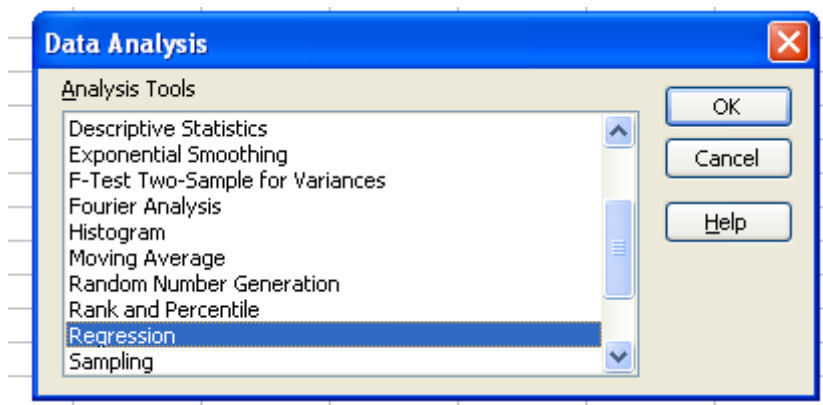 Data Analysis
Analysis Tools
Descriptive Statistics
Exponential Smoothing
F-Test Two-Sample for Variances
Fourier Analysis
Histogram
Moving Average
Random Number Generation
Rank and Percentile
Regression
Sampling
OK
Cancel
Help